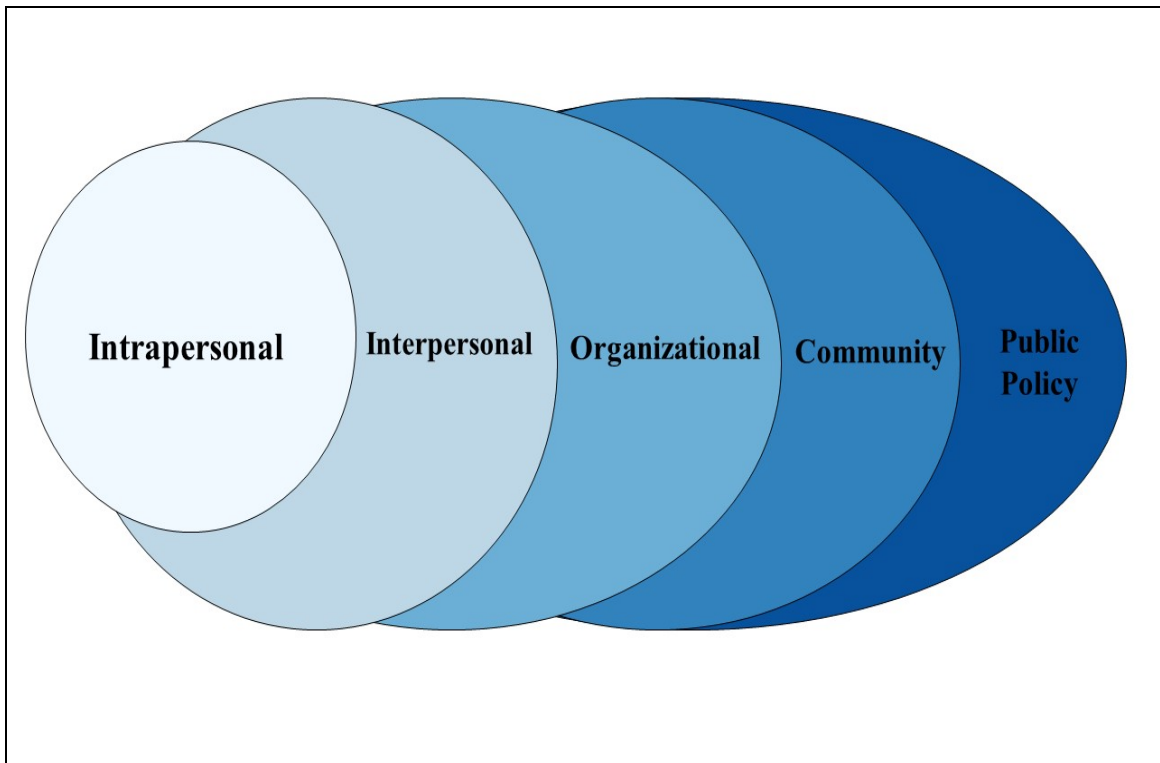 Intrapersonal
Interpersonal
Organizational
Community
Public
Policy